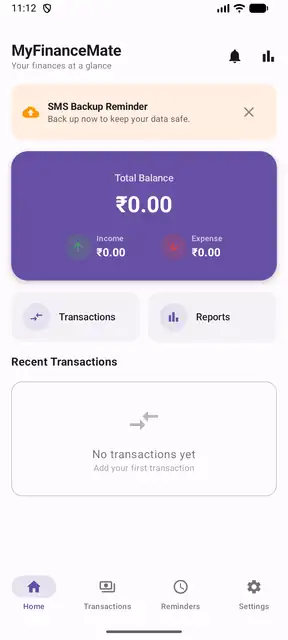 11:12
MyFinanceMate
Your finances at a glance
SMS Backup Reminder
Back up now to keep your data safe.
Total Balance
₹0.00
Income
₹0.00
Expense
₹0.00
Transactions
Reports
Recent Transactions
No transactions yet
Add your first transaction
Home
Transactions
Reminders
Settings